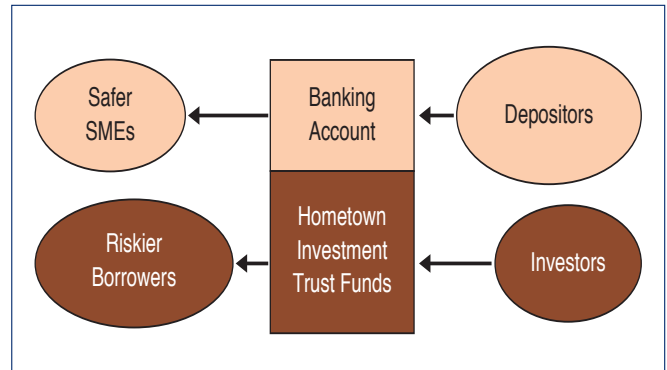 Safer
SMEs
Banking
Account
Depositors
Riskier
Borrowers
Hometown
Investment
Trust Funds
Investors